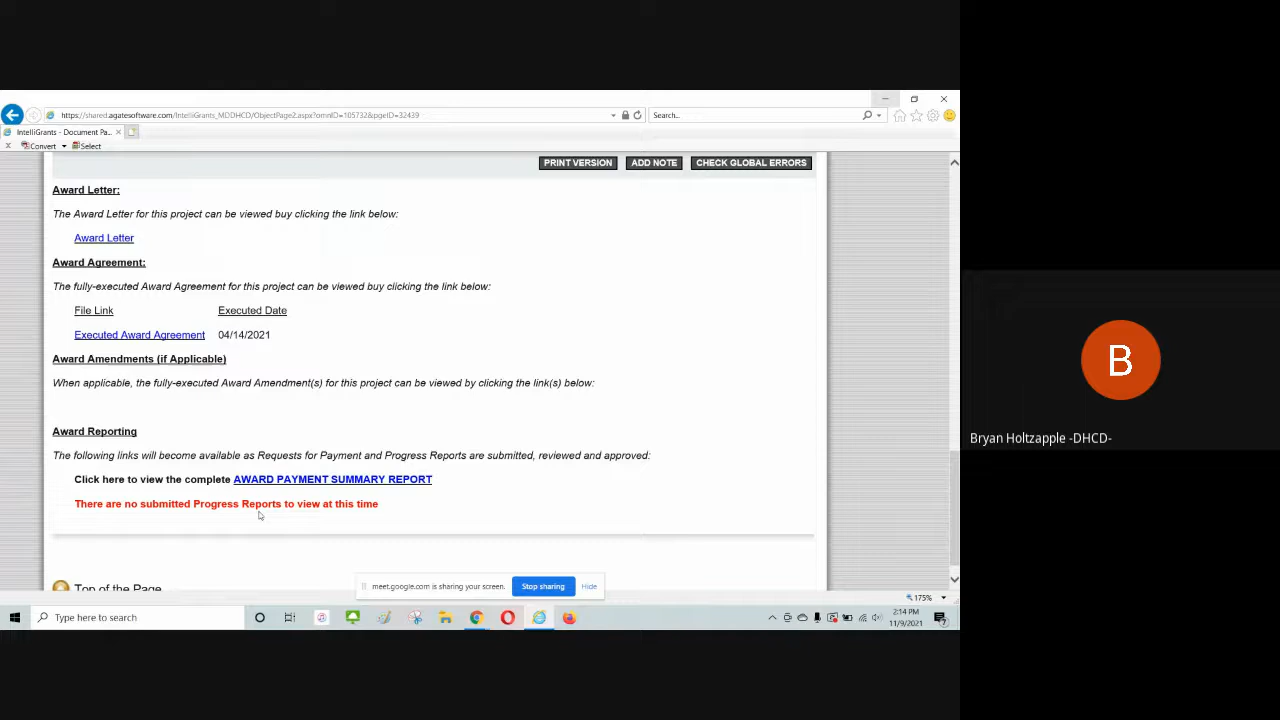 https://shared.agatesoftware.com/IntelliGrants_MDDHCD/ObjectPage2.aspx?omnID=105732&pgeID=32439
Search...
IntelliGrants - Document Pa...
Convert
Select
PRINT VERSION ADD NOTE CHECK GLOBAL ERRORS
Award Letter:
The Award Letter for this project can be viewed buy clicking the link below:
Award Letter
Award Agreement:
The fully-executed Award Agreement for this project can be viewed buy clicking the link below:
File Link Executed Date
Executed Award Agreement 04/14/2021
Award Amendments (if Applicable)
When applicable, the fully-executed Award Amendment(s) for this project can be viewed by clicking the link(s) below:
Award Reporting
The following links will become available as Requests for Payment and Progress Reports are submitted, reviewed and approved:
Click here to view the complete AWARD PAYMENT SUMMARY REPORT
There are no submitted Progress Reports to view at this time
Top of the Page
meet.google.com is sharing your screen. Stop sharing Hide
175%
Type here to search
2:14 PM
11/9/2021
B
Bryan Holtzapple -DHCD-